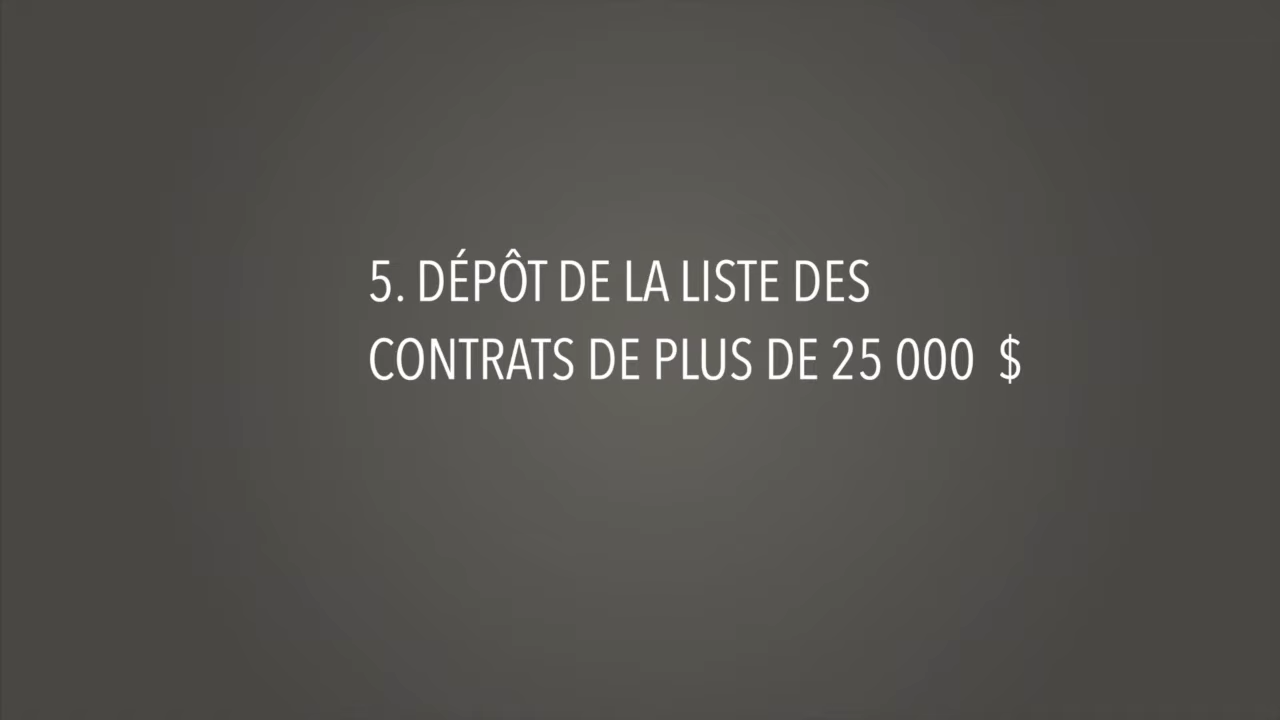 5. DÉPÔT DE LA LISTE DES
CONTRATS DE PLUS DE 25 000  $